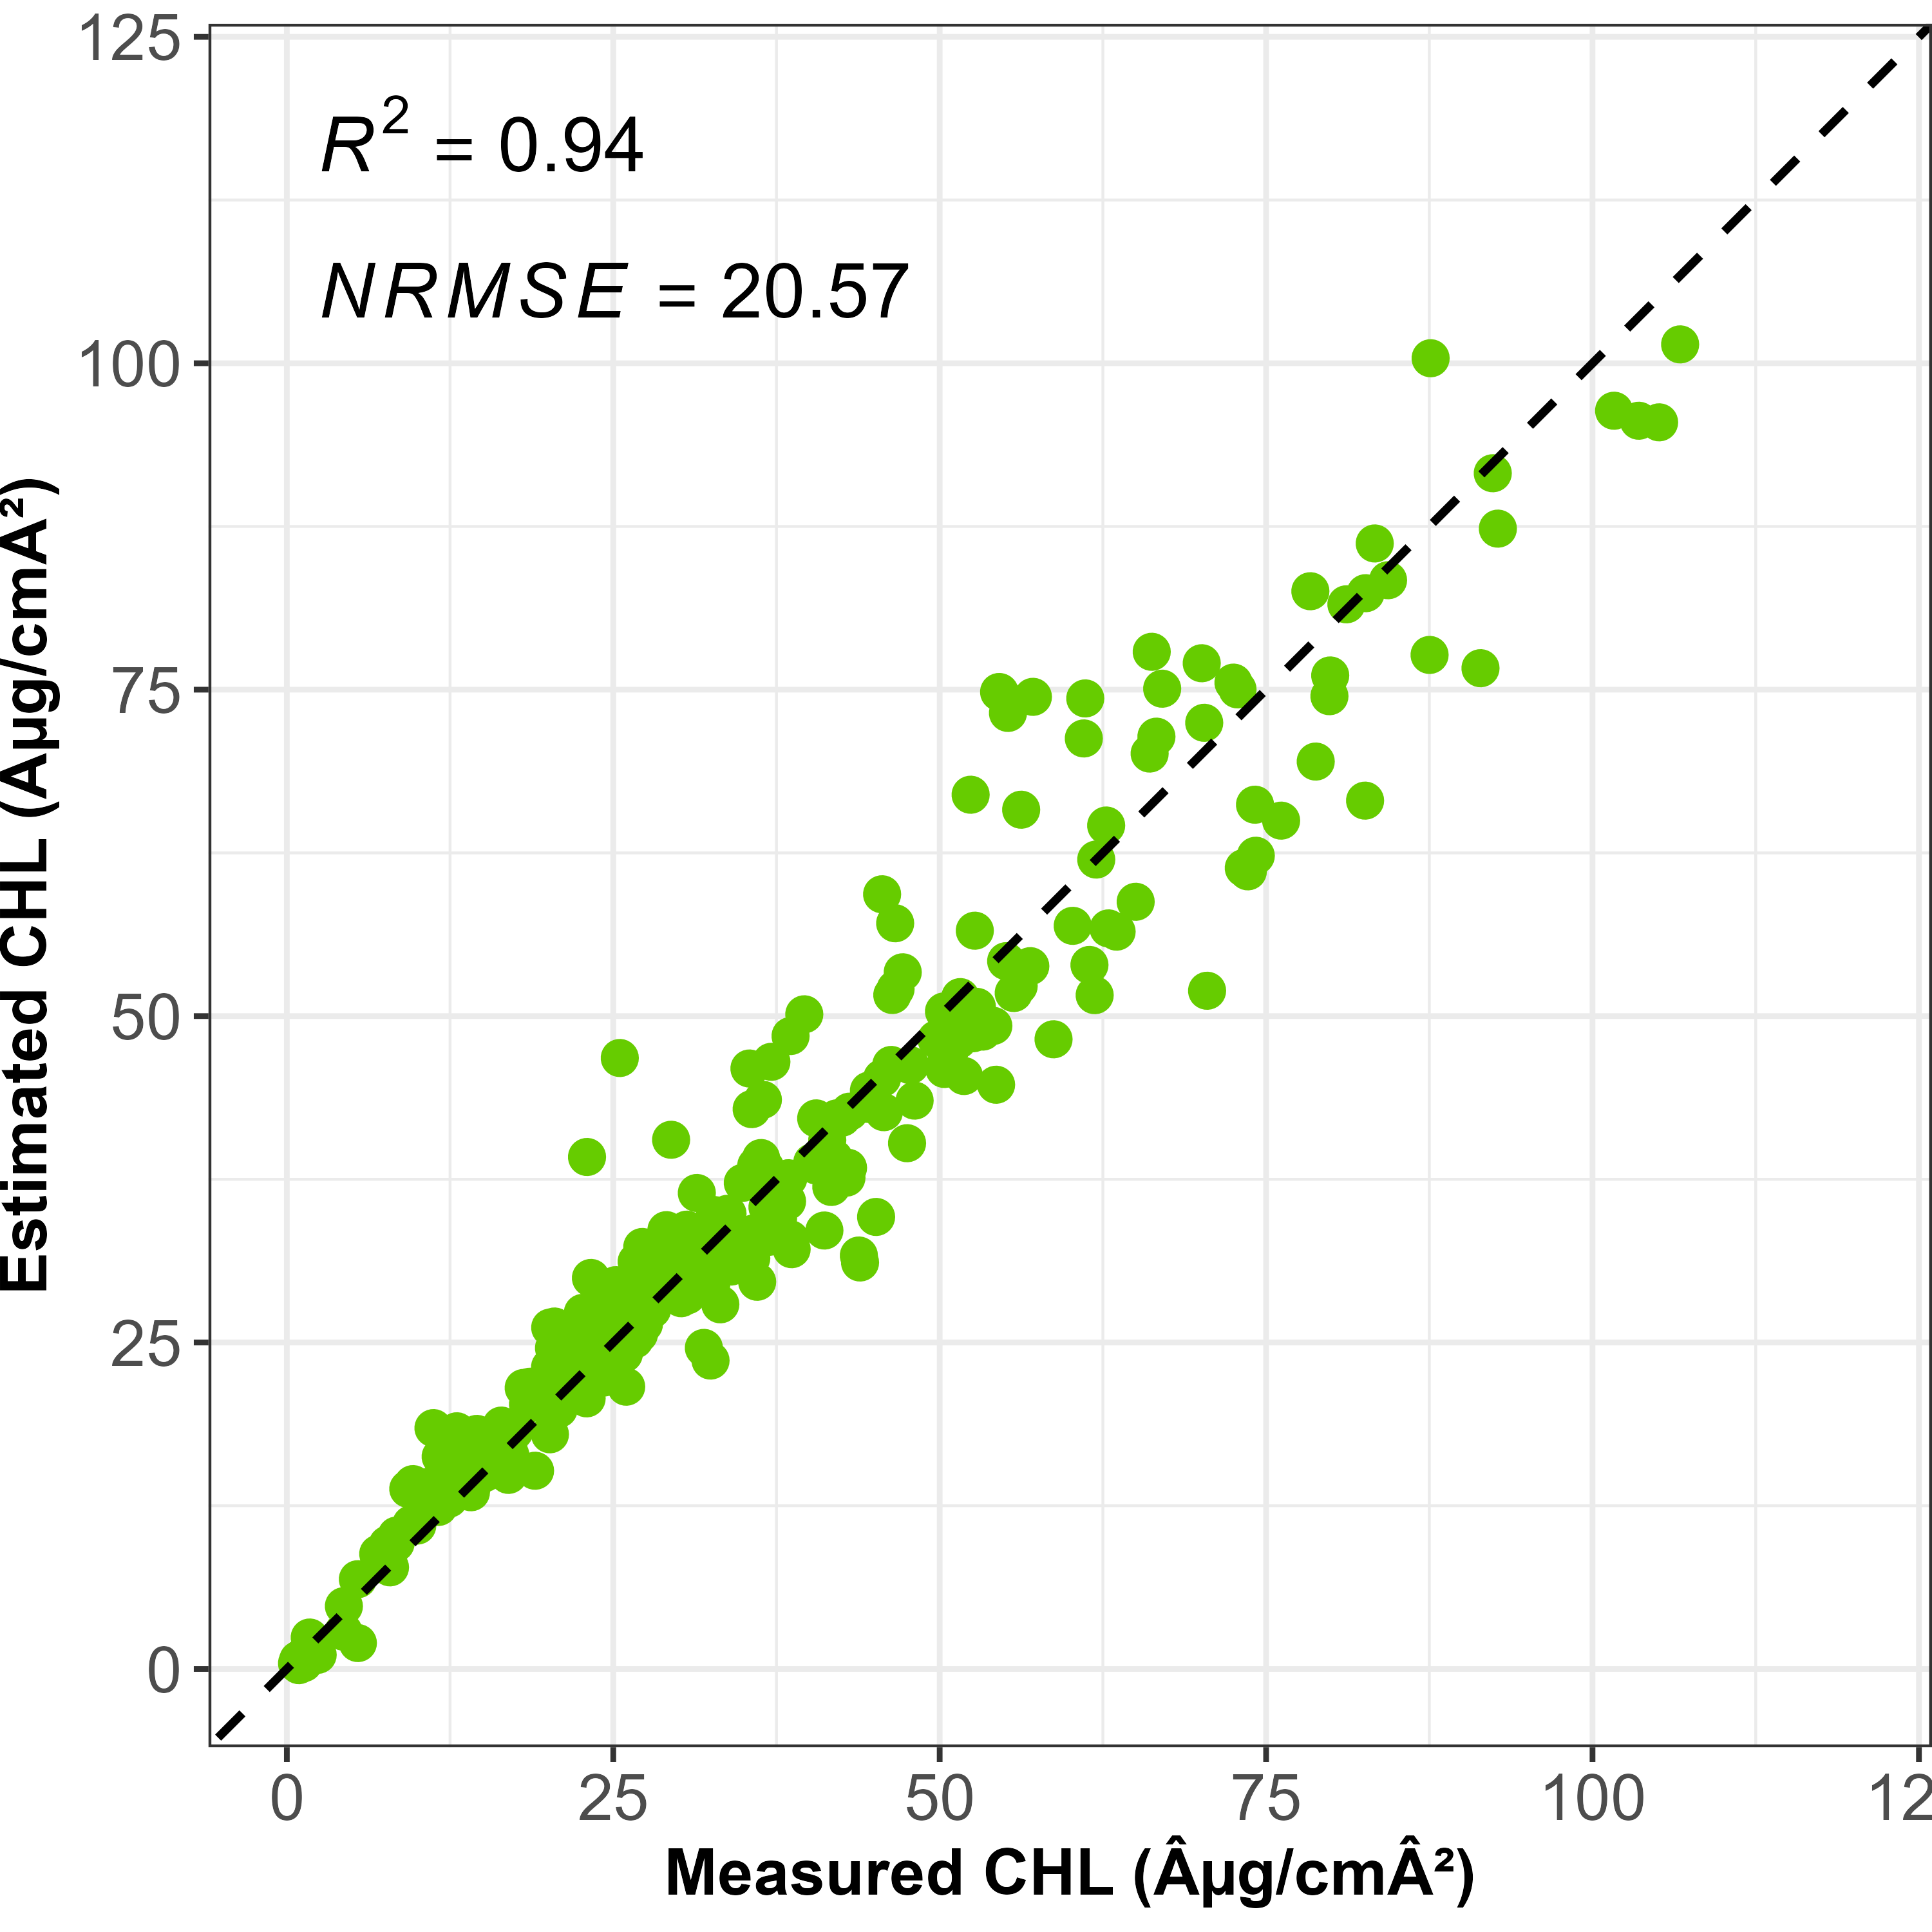 125
R² = 0.94
NRMSE = 20.57
100
75
50
25
0
Estimated CHL (Âµg/cmÂ²)
0 25 50 75 100 12
Measured CHL (Âµg/cmÂ²)